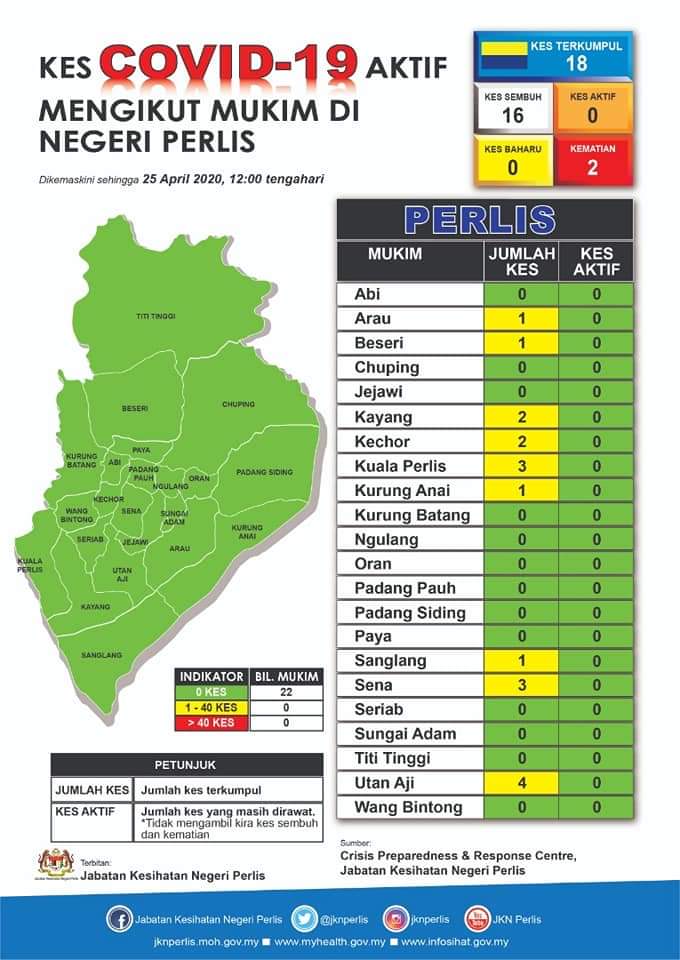 KES COVID-19 AKTIF
MENGIKUT MUKIM DI
NEGERI PERLIS
Dikemaskini sehingga 25 April 2020, 12:00 tengahari
KES TERKUMPUL
18
KES SEMBUH
16
KES AKTIF
0
KES BAHARU
0
KEMATIAN
2
PERLIS
MUKIM JUMLAH KES KES AKTIF
Abi 0 0
Arau 1 0
Beseri 1 0
Chuping 0 0
Jejawi 0 0
Kayang 2 0
Kechor 2 0
Kuala Perlis 3 0
Kurung Anai 1 0
Kurung Batang 0 0
Ngulang 0 0
Oran 0 0
Padang Pauh 0 0
Padang Siding 0 0
Paya 0 0
Sanglang 1 0
Sena 3 0
Seriab 0 0
Sungai Adam 0 0
Titi Tinggi 0 0
Utan Aji 4 0
Wang Bintong 0 0
TITI TINGGI
BESERI
CHUPING
PAYA
KURUNG
BATANG
ABI
PADANG
PAUH
NGULANG
ORAN
PADANG SIDING
KECHOR
WANG
BINTONG
SENA
SUNGAI
ADAM
KURUNG
ANAI
SERIAB
JEJAWI
ARAU
KUALA
PERLIS
UTAN
AJI
KAYANG
SANGLANG
INDIKATOR BIL. MUKIM
0 KES 22
1 - 40 KES 0
> 40 KES 0
PETUNJUK
JUMLAH KES Jumlah kes terkumpul
KES AKTIF Jumlah kes yang masih dirawat.
*Tidak mengambil kira kes sembuh
dan kematian
Terbitan:
Jabatan Kesihatan Negeri Perlis
Sumber:
Crisis Preparedness & Response Centre,
Jabatan Kesihatan Negeri Perlis
Jabatan Kesihatan Negeri Perlis @jknperlis jknperlis JKN Perlis
jknperlis.moh.gov.my www.myhealth.gov.my www.infosihat.gov.my